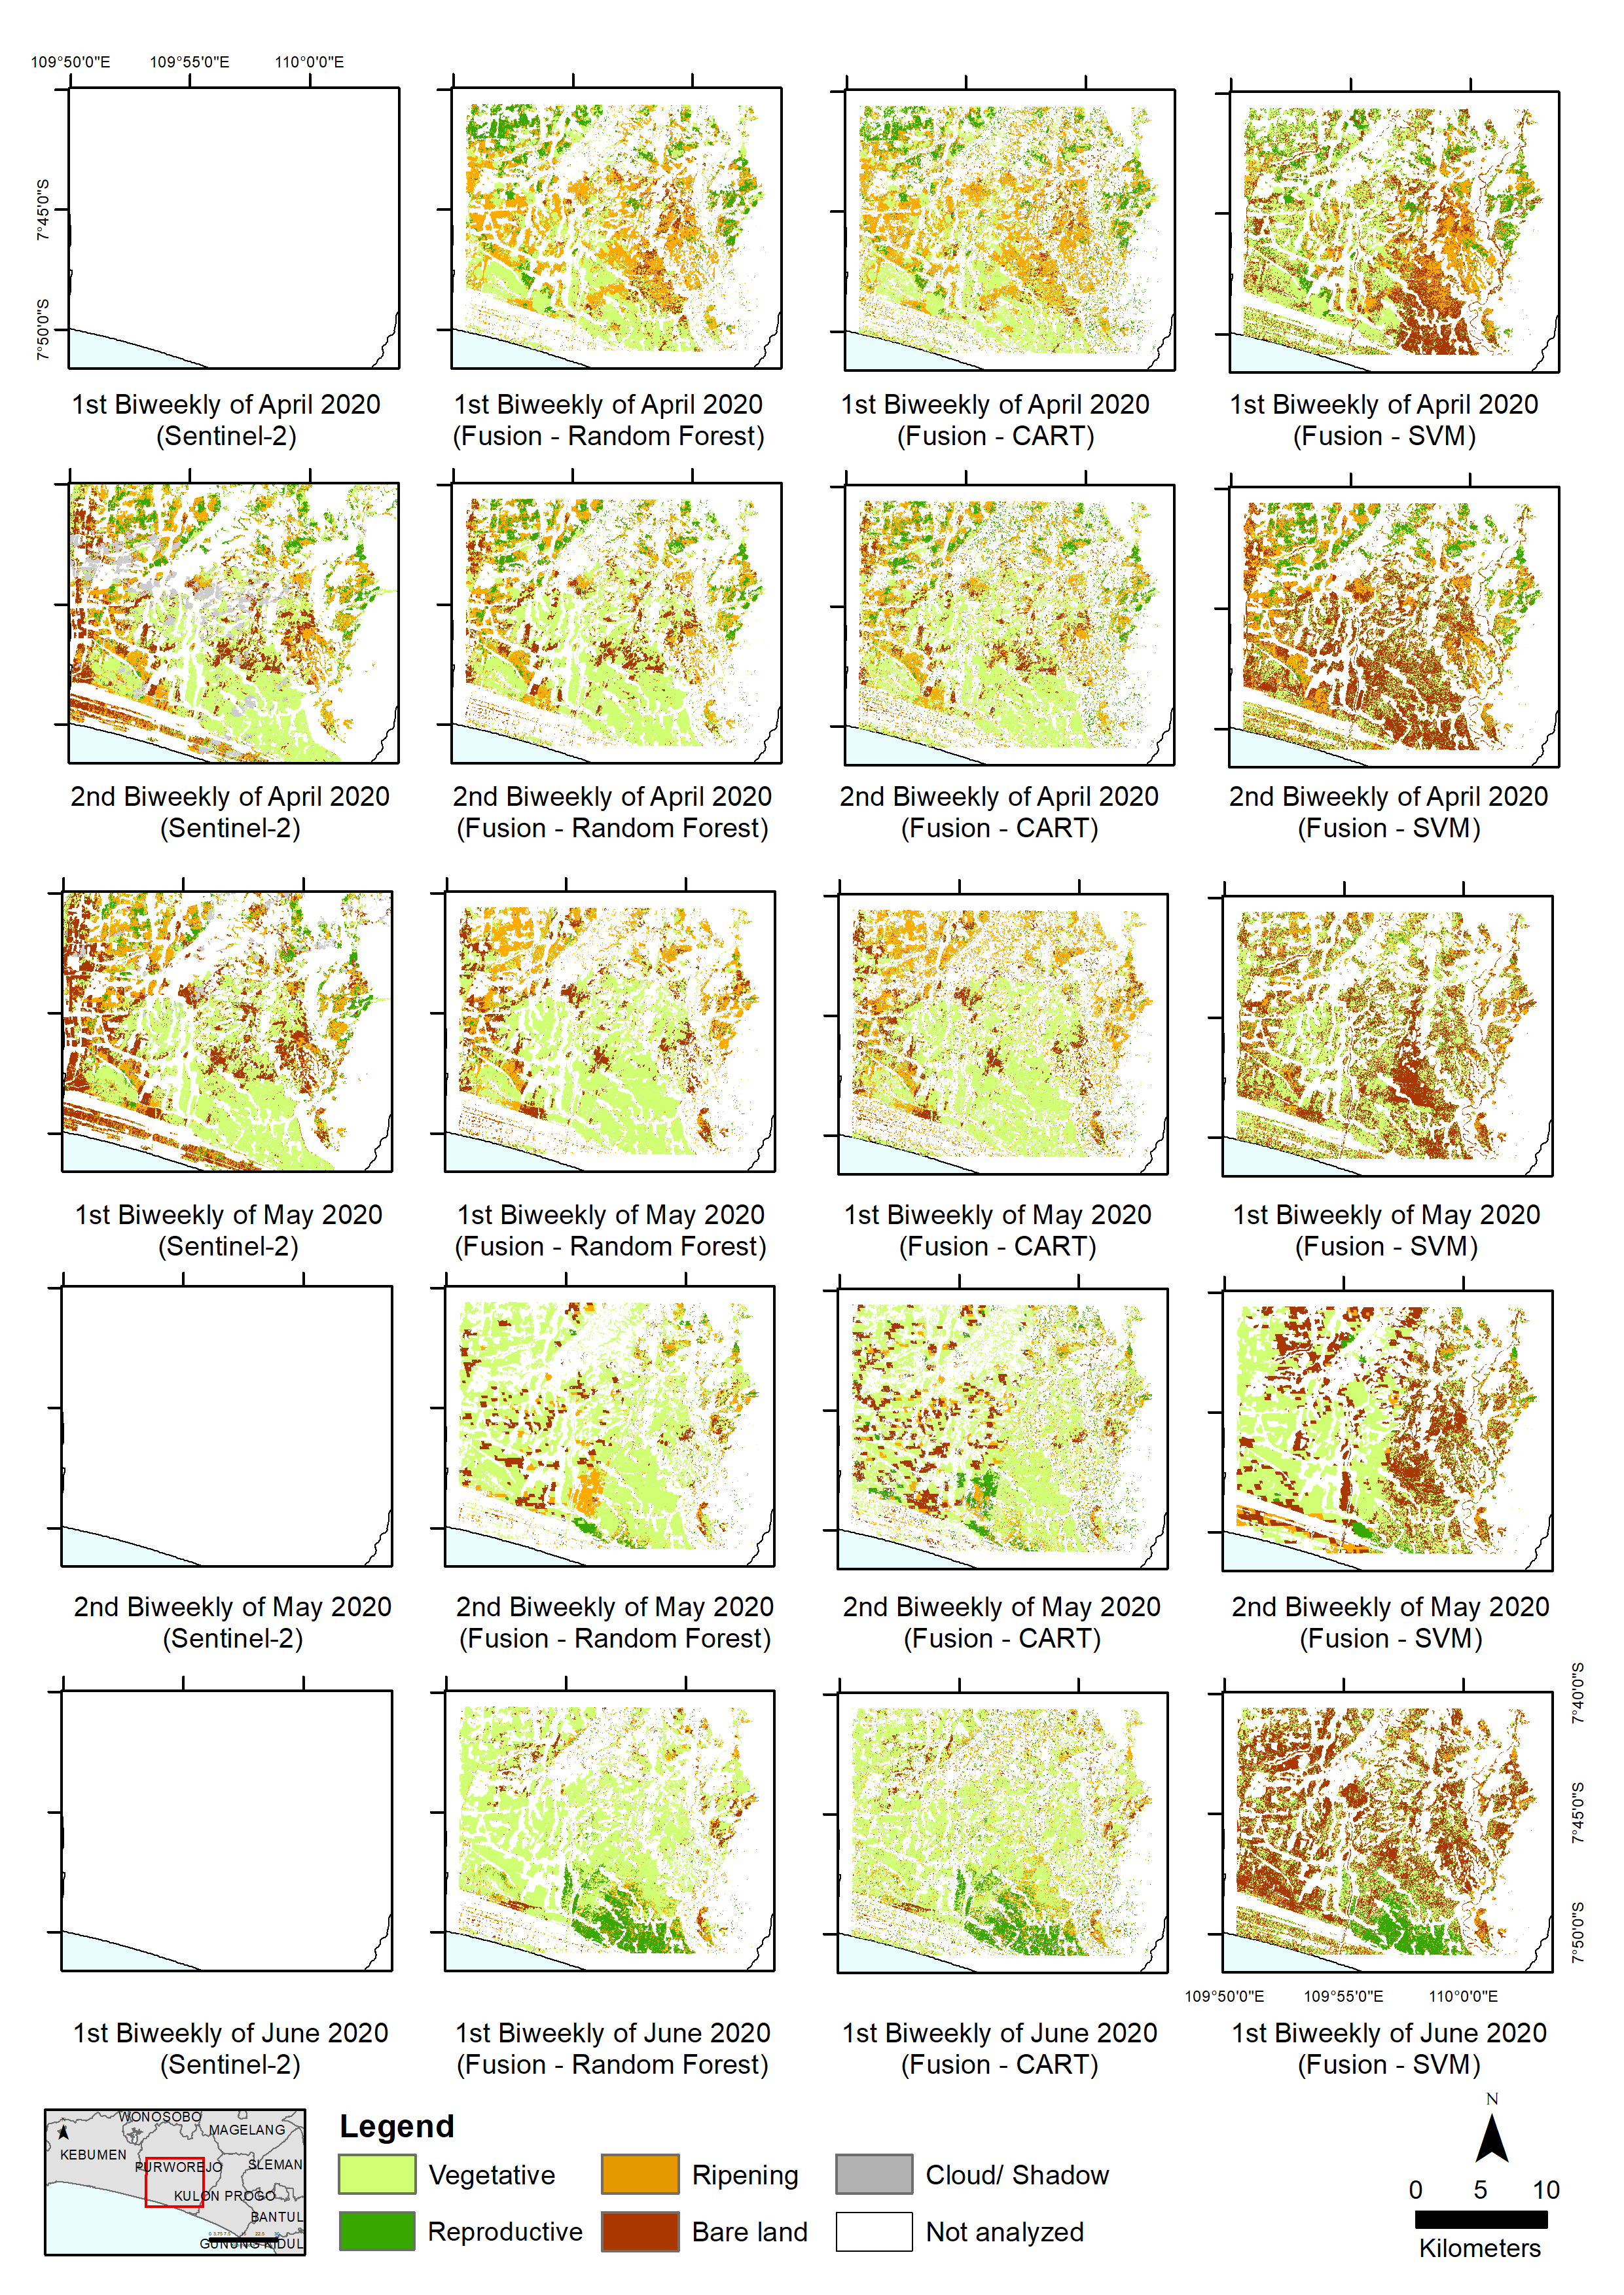 109°50'0"E 109°55'0"E 110°0'0"E
7°45'0"S
7°50'0"S
1st Biweekly of April 2020
(Sentinel-2)
1st Biweekly of April 2020
(Fusion - Random Forest)
1st Biweekly of April 2020
(Fusion - CART)
1st Biweekly of April 2020
(Fusion - SVM)
2nd Biweekly of April 2020
(Sentinel-2)
2nd Biweekly of April 2020
(Fusion - Random Forest)
2nd Biweekly of April 2020
(Fusion - CART)
2nd Biweekly of April 2020
(Fusion - SVM)
1st Biweekly of May 2020
(Sentinel-2)
1st Biweekly of May 2020
(Fusion - Random Forest)
1st Biweekly of May 2020
(Fusion - CART)
1st Biweekly of May 2020
(Fusion - SVM)
2nd Biweekly of May 2020
(Sentinel-2)
2nd Biweekly of May 2020
(Fusion - Random Forest)
2nd Biweekly of May 2020
(Fusion - CART)
2nd Biweekly of May 2020
(Fusion - SVM)
7°40'0"S
7°45'0"S
7°50'0"S
109°50'0"E 109°55'0"E 110°0'0"E
1st Biweekly of June 2020
(Sentinel-2)
1st Biweekly of June 2020
(Fusion - Random Forest)
1st Biweekly of June 2020
(Fusion - CART)
1st Biweekly of June 2020
(Fusion - SVM)
WONOSOBO
MAGELANG
KEBUMEN
PURWOREJO
SLEMAN
KULON PROGO
BANTUL
GUNUNG KIDUL
Legend
Vegetative
Ripening
Cloud/ Shadow
Reproductive
Bare land
Not analyzed
N
0 5 10
Kilometers